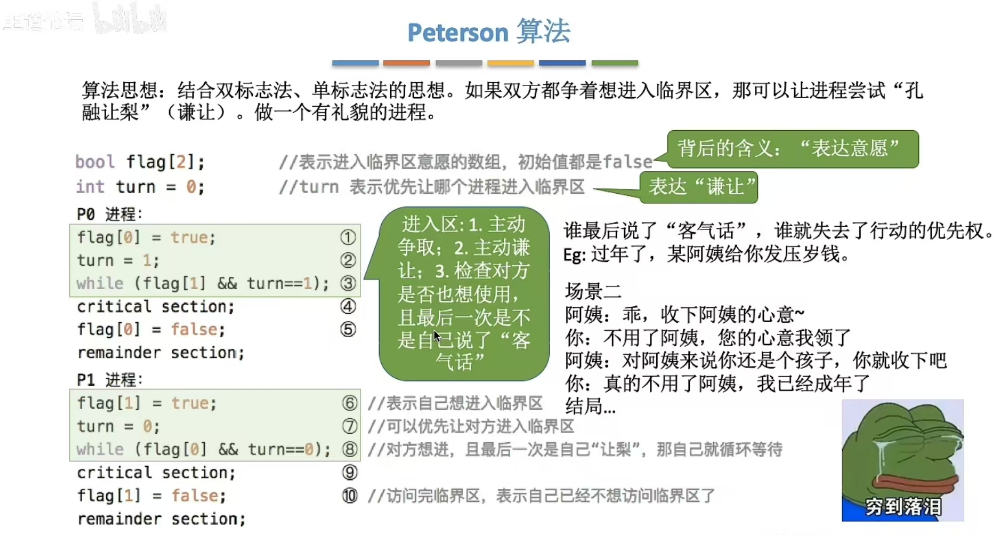 Peterson 算法
算法思想：结合双标志法、单标志法的思想。如果双方都争着想进入临界区，那可以让进程尝试“孔
融让梨”（谦让）。做一个有礼貌的进程。
bool flag[2]; //表示进入临界区意愿的数组，初始值都是false
背后的含义：“表达意愿”
int turn = 0; //turn 表示优先让哪个进程进入临界区
表达“谦让”
P0 进程：
flag[0] = true; ①
turn = 1; ②
while (flag[1] && turn==1); ③
critical section; ④
flag[0] = false; ⑤
remainder section;
进入区: 1. 主动
争取；2. 主动谦
让；3. 检查对方
是否也想使用，
且最后一次是不
是自己说了“客
气话”
谁最后说了“客气话”，谁就失去了行动的优先权。
Eg: 过年了，某阿姨给你发压岁钱。
场景二
阿姨：乖，收下阿姨的心意~
你：不用了阿姨，您的心意我领了
阿姨：对阿姨来说你还是个孩子，你就收下吧
你：真的不用了阿姨，我已经成年了
结局...
P1 进程：
flag[1] = true; ⑥ //表示自己想进入临界区
turn = 0; ⑦ //可以优先让对方进入临界区
while (flag[0] && turn==0); ⑧ //对方想进，且最后一次是自己“让梨”，那自己就循环等待
critical section; ⑨
flag[1] = false; ⑩ //访问完临界区，表示自己已经不想访问临界区了
remainder section;
穷到落泪